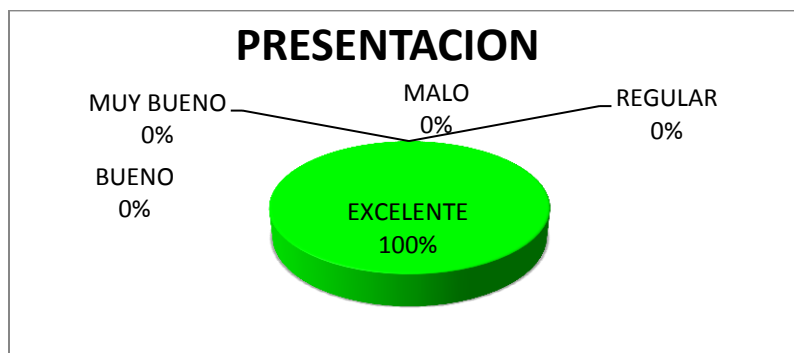 PRESENTACION
MALO
0%
REGULAR
0%
MUY BUENO
0%
BUENO
0%
EXCELENTE
100%